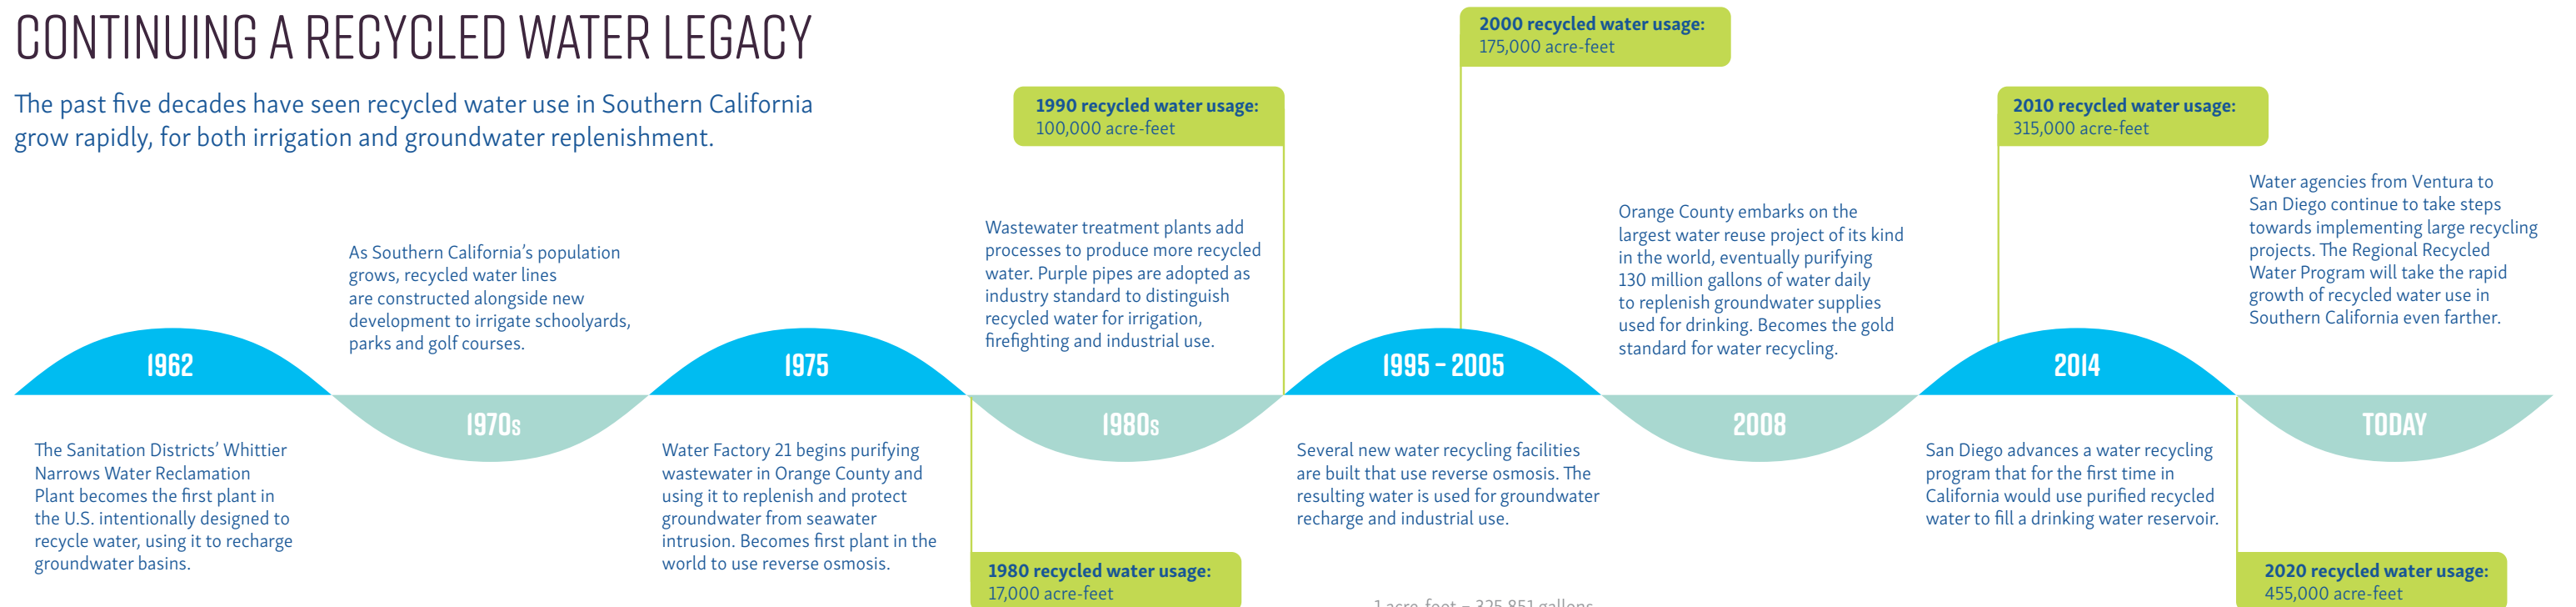 CONTINUING A RECYCLED WATER LEGACY
The past five decades have seen recycled water use in Southern California
grow rapidly, for both irrigation and groundwater replenishment.
1962
The Sanitation Districts’ Whittier
Narrows Water Reclamation
Plant becomes the first plant in
the U.S. intentionally designed to
recycle water, using it to recharge
groundwater basins.
As Southern California’s population
grows, recycled water lines
are constructed alongside new
development to irrigate schoolyards,
parks and golf courses.
1970s
1975
Water Factory 21 begins purifying
wastewater in Orange County and
using it to replenish and protect
groundwater from seawater
intrusion. Becomes first plant in the
world to use reverse osmosis.
1980 recycled water usage:
17,000 acre-feet
Wastewater treatment plants add
processes to produce more recycled
water. Purple pipes are adopted as
industry standard to distinguish
recycled water for irrigation,
firefighting and industrial use.
1980s
1990 recycled water usage:
100,000 acre-feet
1995 – 2005
Several new water recycling facilities
are built that use reverse osmosis. The
resulting water is used for groundwater
recharge and industrial use.
2000 recycled water usage:
175,000 acre-feet
Orange County embarks on the
largest water reuse project of its kind
in the world, eventually purifying
130 million gallons of water daily
to replenish groundwater supplies
used for drinking. Becomes the gold
standard for water recycling.
2008
2010 recycled water usage:
315,000 acre-feet
2014
San Diego advances a water recycling
program that for the first time in
California would use purified recycled
water to fill a drinking water reservoir.
Water agencies from Ventura to
San Diego continue to take steps
towards implementing large recycling
projects. The Regional Recycled
Water Program will take the rapid
growth of recycled water use in
Southern California even farther.
TODAY
2020 recycled water usage:
455,000 acre-feet
1 acre-foot = 325,851 gallons